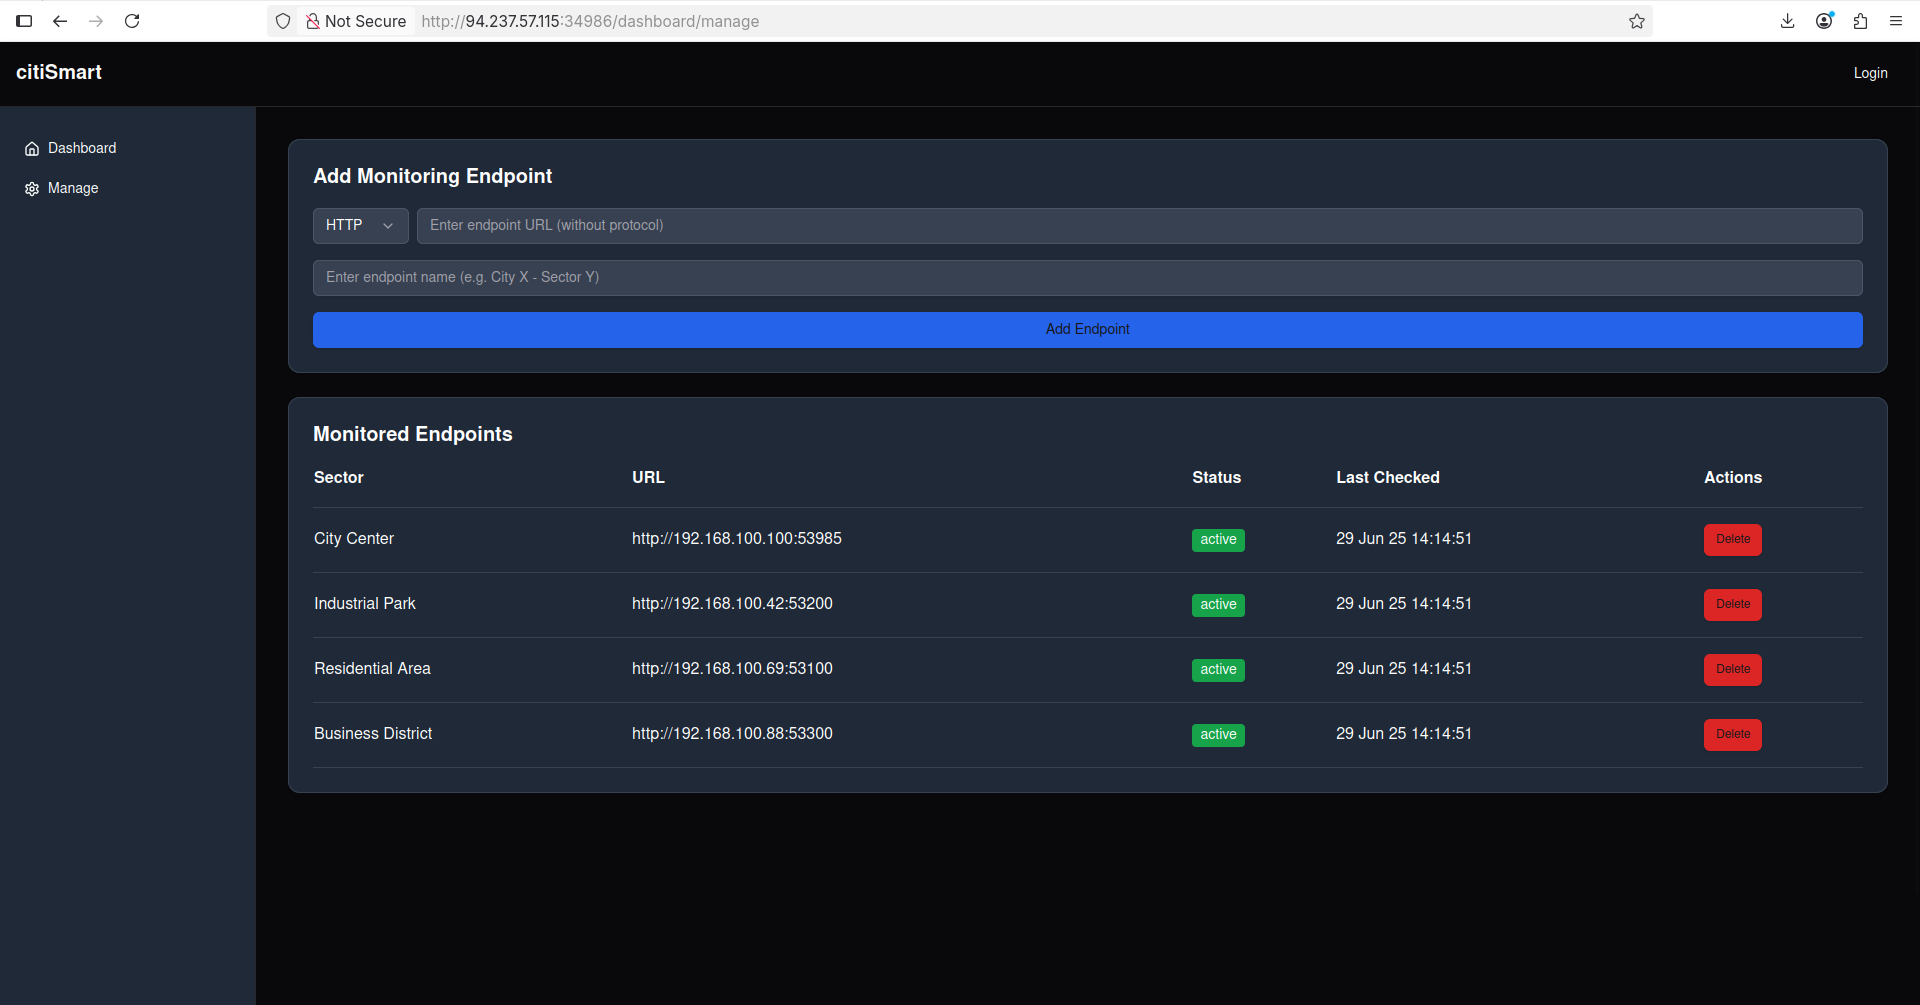 Not Secure http://94.237.57.115:34986/dashboard/manage
citiSmart
Login
Dashboard
Manage
Add Monitoring Endpoint
HTTP
Enter endpoint URL (without protocol)
Enter endpoint name (e.g. City X - Sector Y)
Add Endpoint
Monitored Endpoints
Sector URL Status Last Checked Actions
City Center http://192.168.100.100:53985 active 29 Jun 25 14:14:51 Delete
Industrial Park http://192.168.100.42:53200 active 29 Jun 25 14:14:51 Delete
Residential Area http://192.168.100.69:53100 active 29 Jun 25 14:14:51 Delete
Business District http://192.168.100.88:53300 active 29 Jun 25 14:14:51 Delete